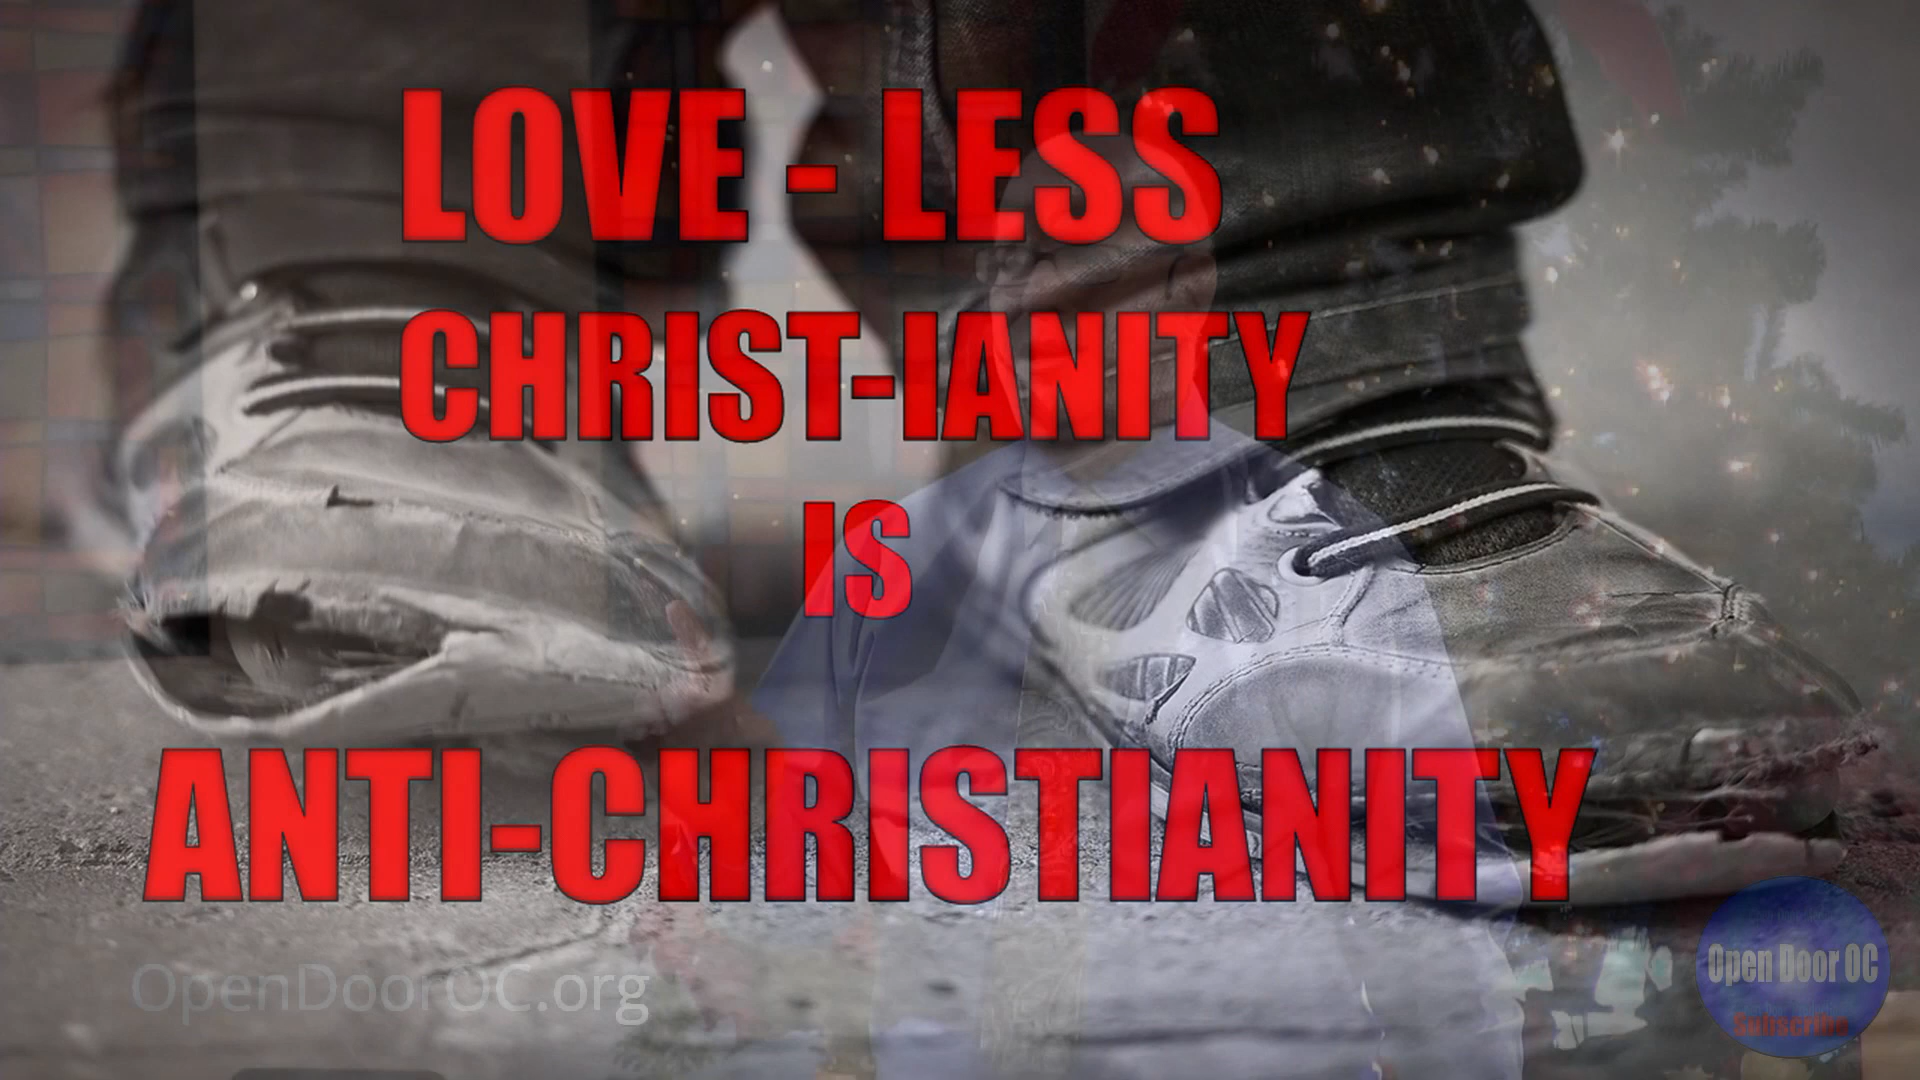 LOVE - LESS
CHRIST-IANITY
IS
ANTI-CHRISTIANITY
OpenDoorOC.org
Open Door OC
Subscribe